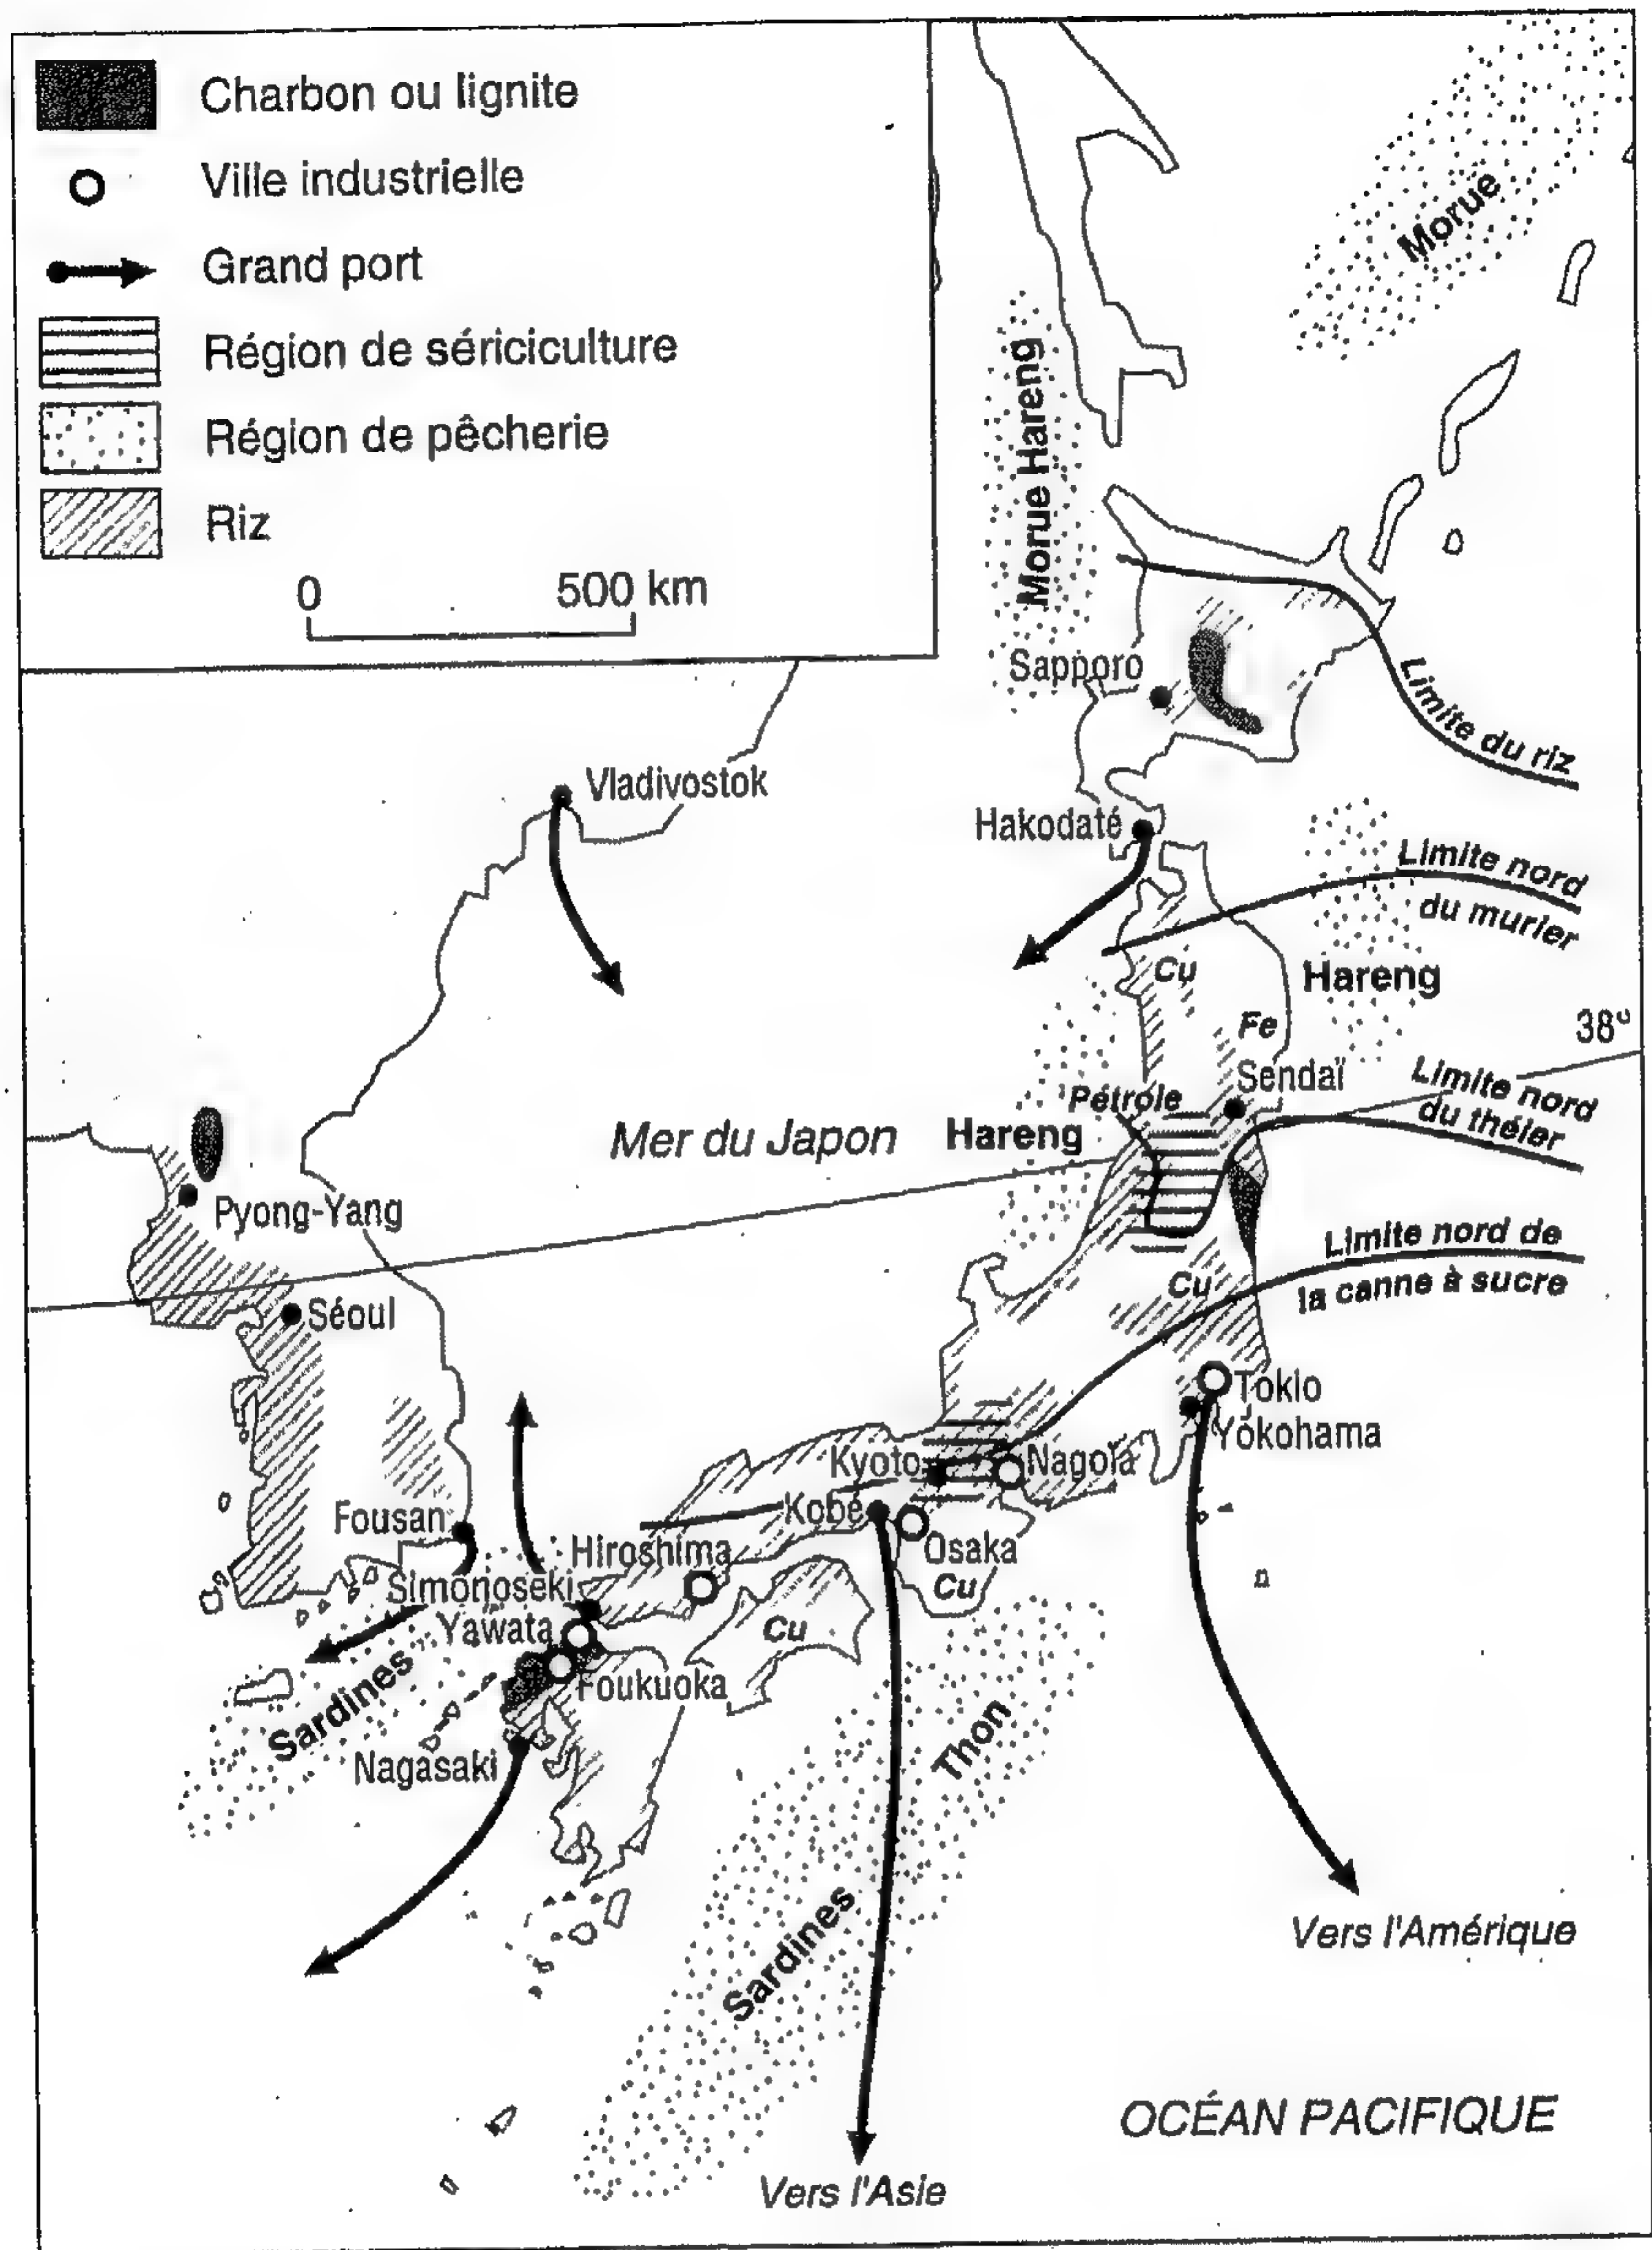 Charbon ou lignite
Ville industrielle
Grand port
Région de sériciculture
Région de pêcherie
Riz
0 500 km
Morue
Morue Hareng
Sapporo
Limite du riz
Vladivostok
Hakodaté
Limite nord
du murier
Cu
Hareng
Fe
38°
Sendaï
Limite nord
du théier
Pétrole
Mer du Japon
Hareng
Pyong-Yang
Limite nord de
la canne à sucre
Cu
Séoul
Tokio
Yokohama
Kyoto
Nagoïa
Kobé
Fousan
Osaka
Hiroshima
Simonoseki
Cu
Yawata
Cu
Foukuoka
Sardines
Thon
Nagasaki
Sardines
Vers l'Amérique
OCÉAN PACIFIQUE
Vers l'Asie